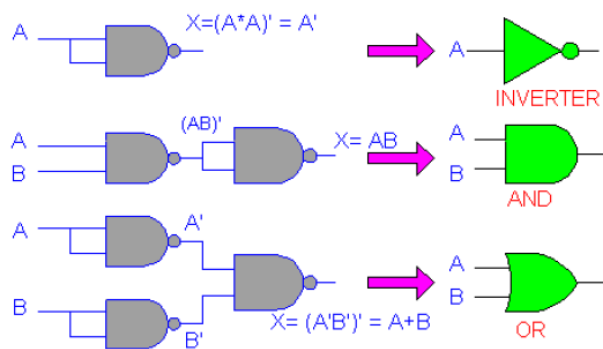 A
X=(A*A)' = A'
A
INVERTER
A
B
(AB)'
X= AB
A
B
AND
A
A'
B
B'
X= (A'B')' = A+B
A
B
OR